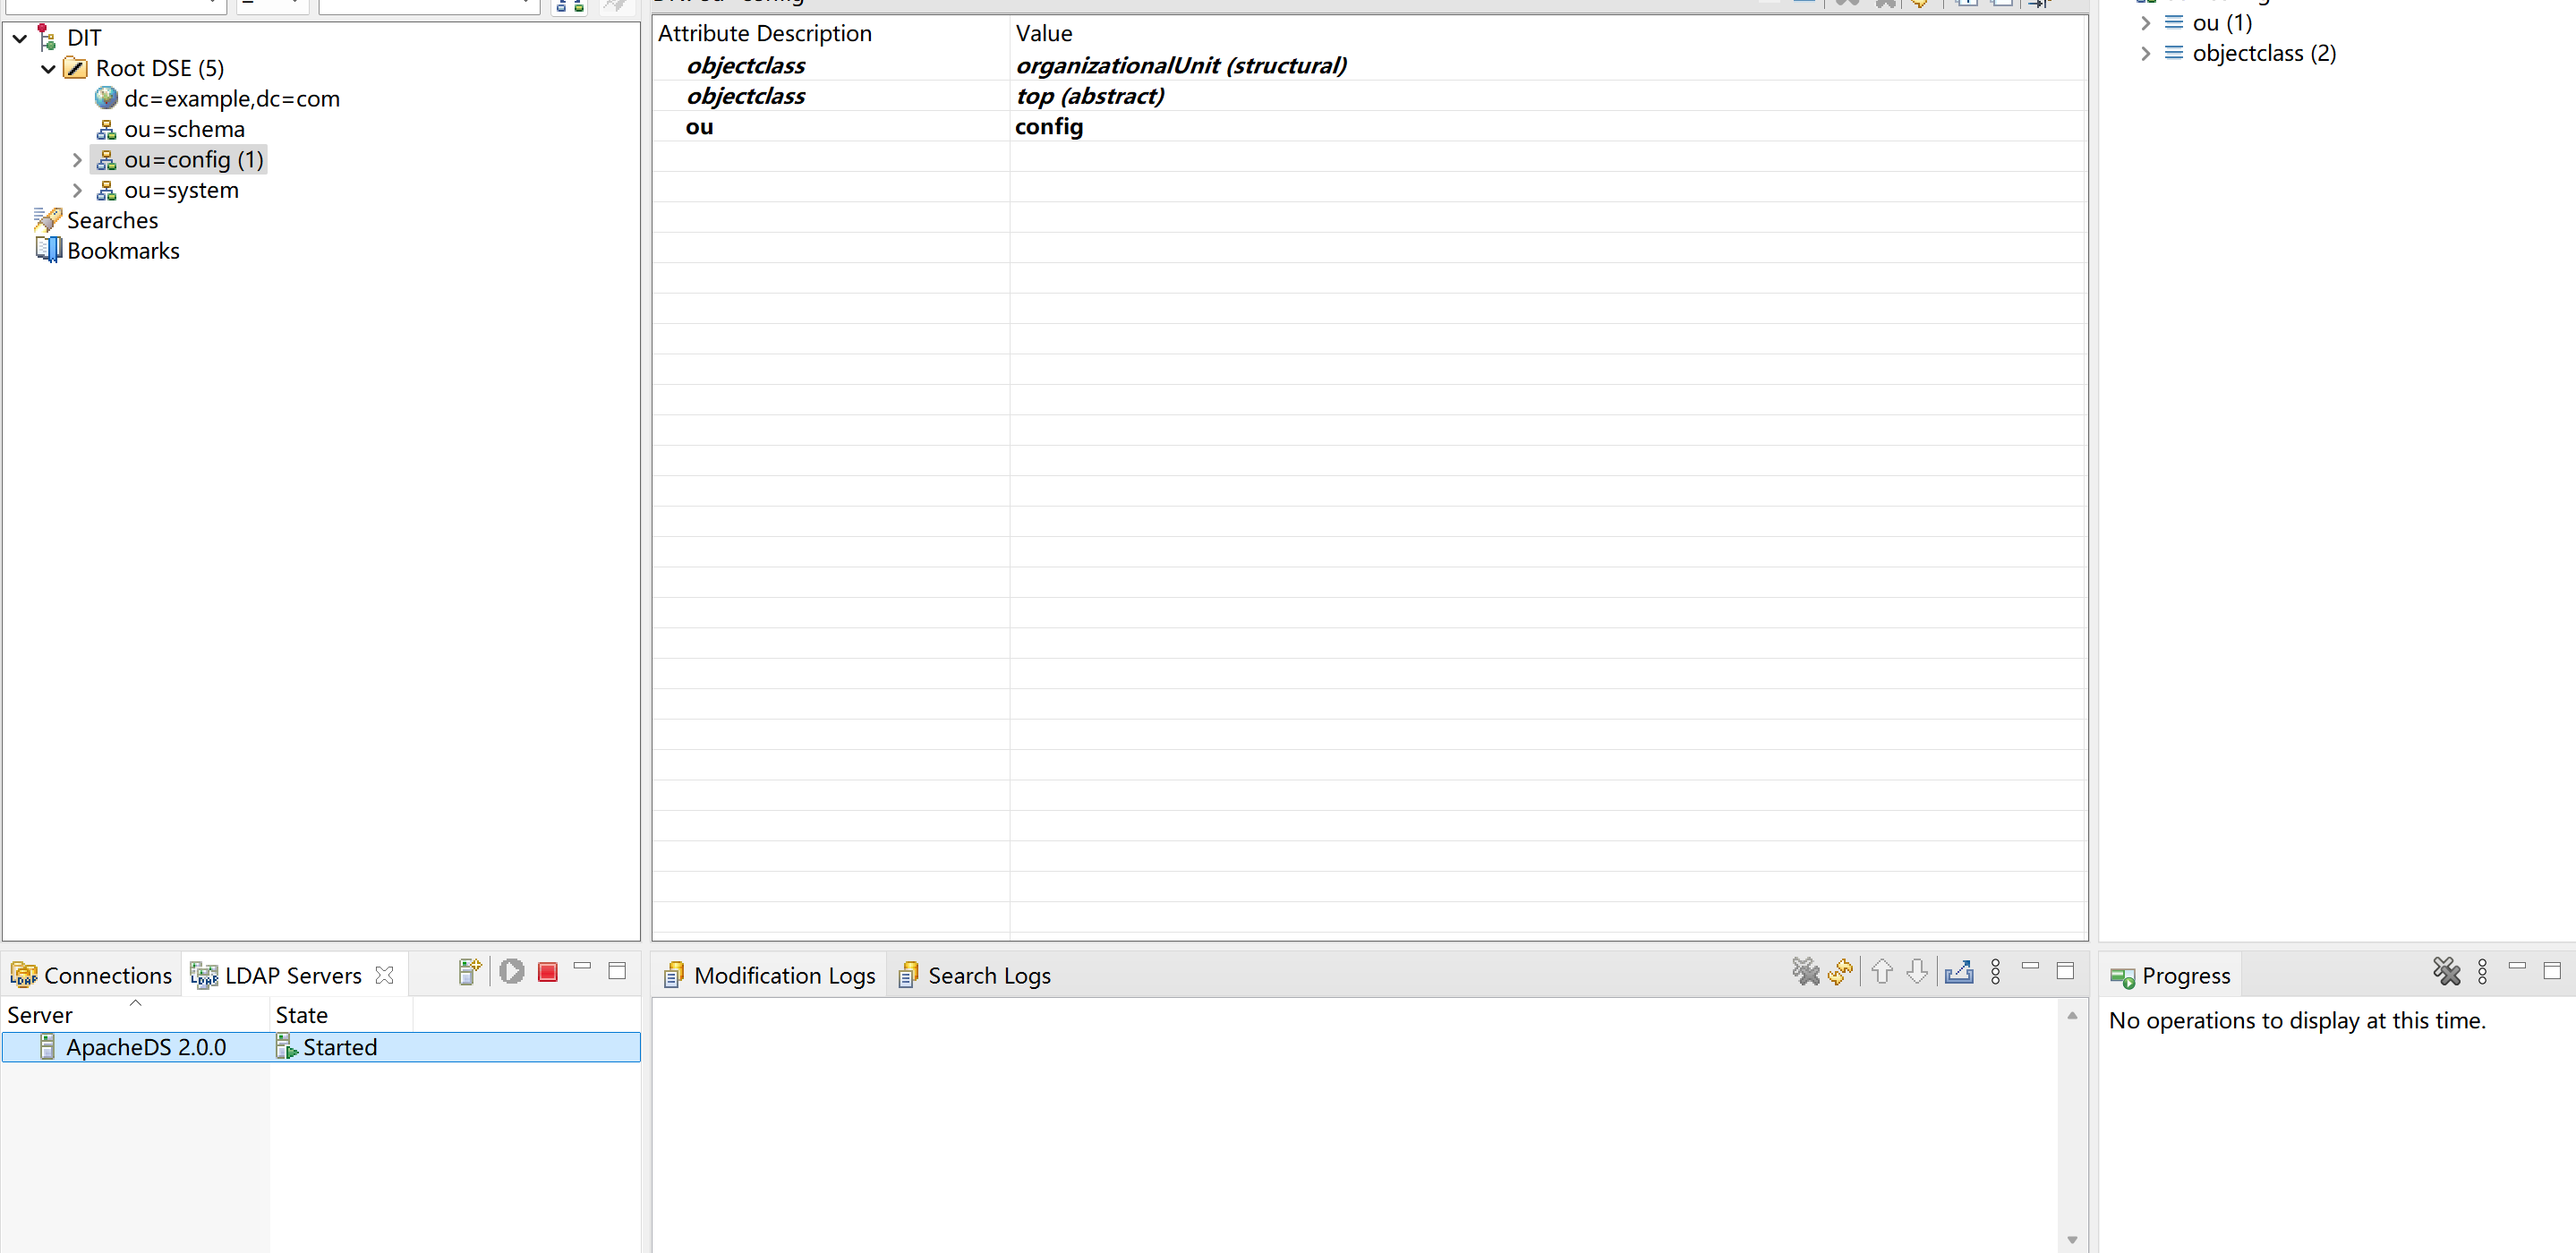 DIT
Root DSE (5)
dc=example,dc=com
ou=schema
ou=config (1)
ou=system
Searches
Bookmarks
Attribute Description Value
objectclass organizationalUnit (structural)
objectclass top (abstract)
ou config
ou (1)
objectclass (2)
Connections LDAP Servers
Server State
ApacheDS 2.0.0 Started
Modification Logs Search Logs
Progress
No operations to display at this time.